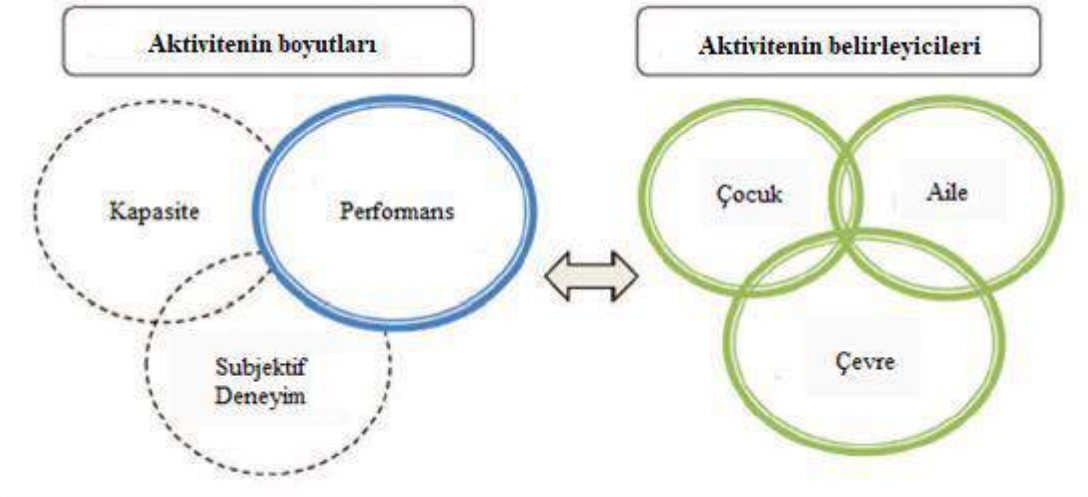 Aktivitenin boyutları
Aktivitenin belirleyicileri
Kapasite
Performans
Subjektif
Deneyim
Çocuk
Aile
Çevre